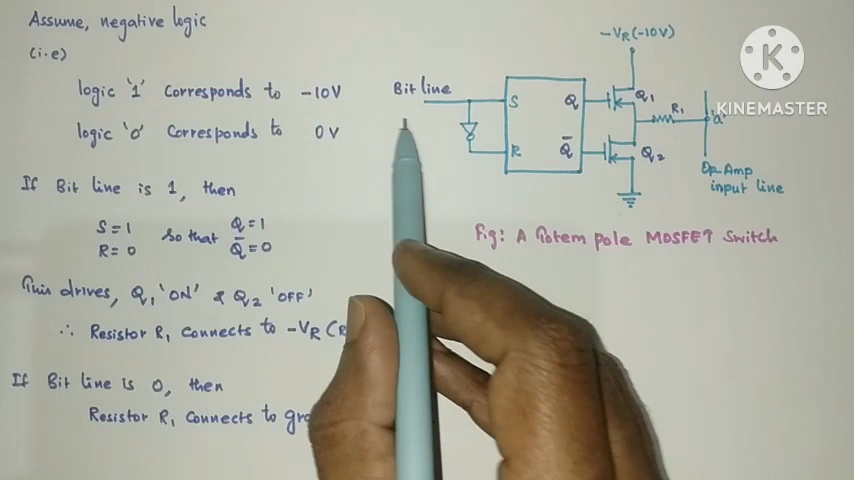 Assume, negative logic
(i.e)
logic '1' Corresponds to -10V
logic '0' Corresponds to 0V
If Bit line is 1, then
S=1 so that Q=1
R=0 Q̅=0
This drives, Q1 'ON' & Q2 'OFF'
∴ Resistor R1 connects to -VR (R
If Bit line is 0, then
Resistor R1 connects to gro
-VR(-10V)
Bit line
S Q Q1
R1 'a'
R Q̅ Q2
Op-Amp
input line
Fig: A Totem pole MOSFET Switch
K
KINEMASTER